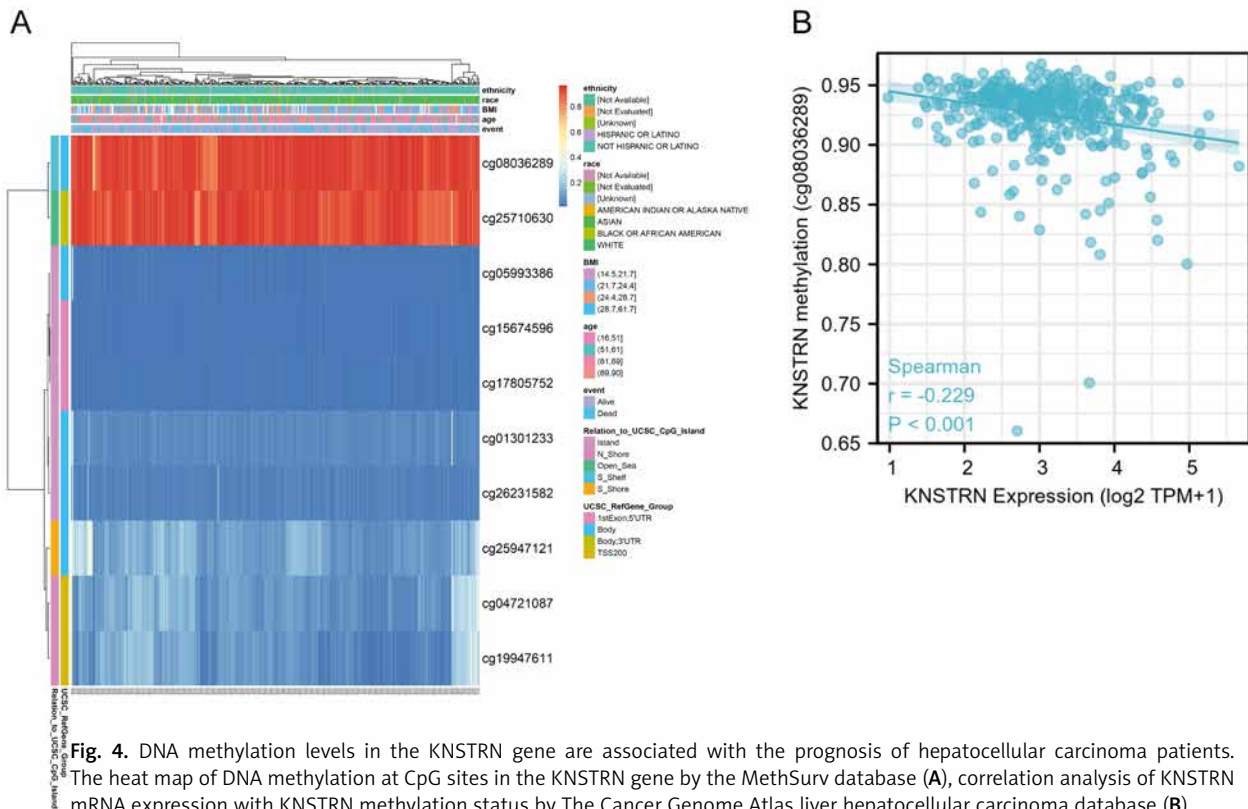 A
ethnicity
race
BMI
age
event
cg08036289
cg25710630
cg05993386
cg15674596
cg17805752
cg01301233
cg26231582
cg25947121
cg04721087
cg19947611
0.8
0.6
0.4
0.2
ethnicity
[Not Available]
[Not Evaluated]
[Unknown]
HISPANIC OR LATINO
NOT HISPANIC OR LATINO
race
[Not Available]
[Not Evaluated]
[Unknown]
AMERICAN INDIAN OR ALASKA NATIVE
ASIAN
BLACK OR AFRICAN AMERICAN
WHITE
BMI
(14.5,21.7]
(21.7,24.4]
(24.4,28.7]
(28.7,61.7]
age
(16,51]
(51,61]
(61,69]
(69,90]
event
Alive
Dead
Relation_to_UCSC_CpG_Island
Island
N_Shore
Open_Sea
S_Shelf
S_Shore
UCSC_RefGene_Group
1stExon;5'UTR
Body
Body;3'UTR
TSS200
UCSC_RefGene_Group
Relation_to_UCSC_CpG_Island
B
KNSTRN methylation (cg08036289)
0.95
0.90
0.85
0.80
0.75
0.70
0.65
Spearman
r = -0.229
P < 0.001
1 2 3 4 5
KNSTRN Expression (log2 TPM+1)
Fig. 4. DNA methylation levels in the KNSTRN gene are associated with the prognosis of hepatocellular carcinoma patients.
The heat map of DNA methylation at CpG sites in the KNSTRN gene by the MethSurv database (A), correlation analysis of KNSTRN
mRNA expression with KNSTRN methylation status by The Cancer Genome Atlas liver hepatocellular carcinoma database (B)